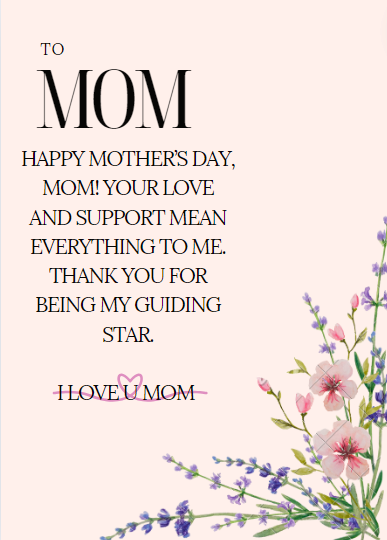 TO
MOM
HAPPY MOTHER'S DAY,
MOM! YOUR LOVE
AND SUPPORT MEAN
EVERYTHING TO ME.
THANK YOU FOR
BEING MY GUIDING
STAR.
I LOVE U MOM